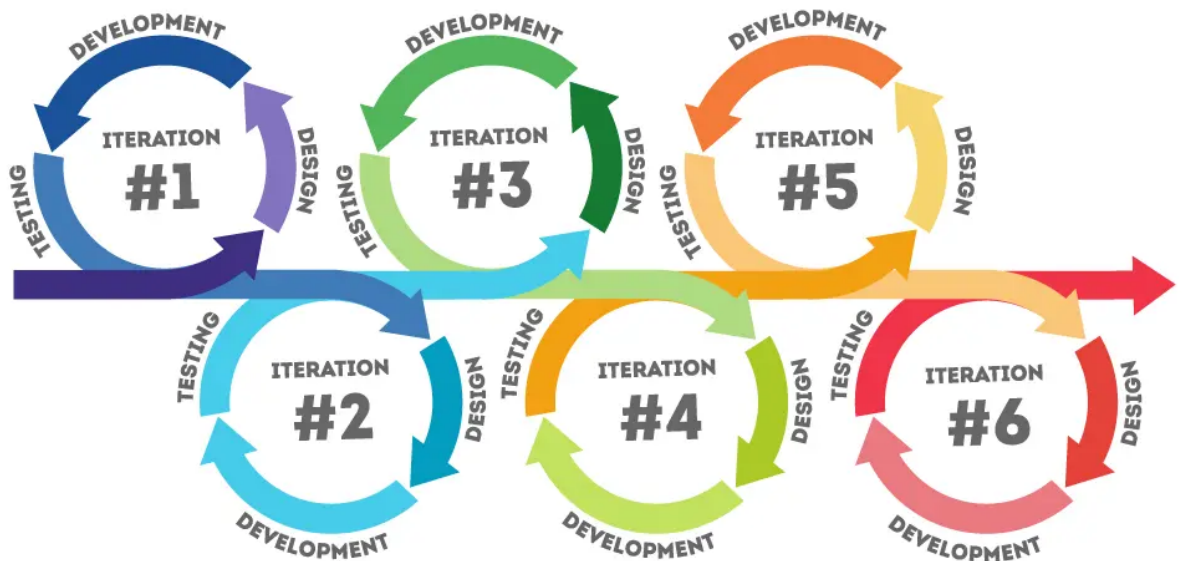 DEVELOPMENT
ITERATION
#1
DESIGN
TESTING
DEVELOPMENT
ITERATION
#3
DESIGN
TESTING
DEVELOPMENT
ITERATION
#5
DESIGN
TESTING
TESTING
ITERATION
#2
DESIGN
DEVELOPMENT
TESTING
ITERATION
#4
DESIGN
DEVELOPMENT
TESTING
ITERATION
#6
DESIGN
DEVELOPMENT